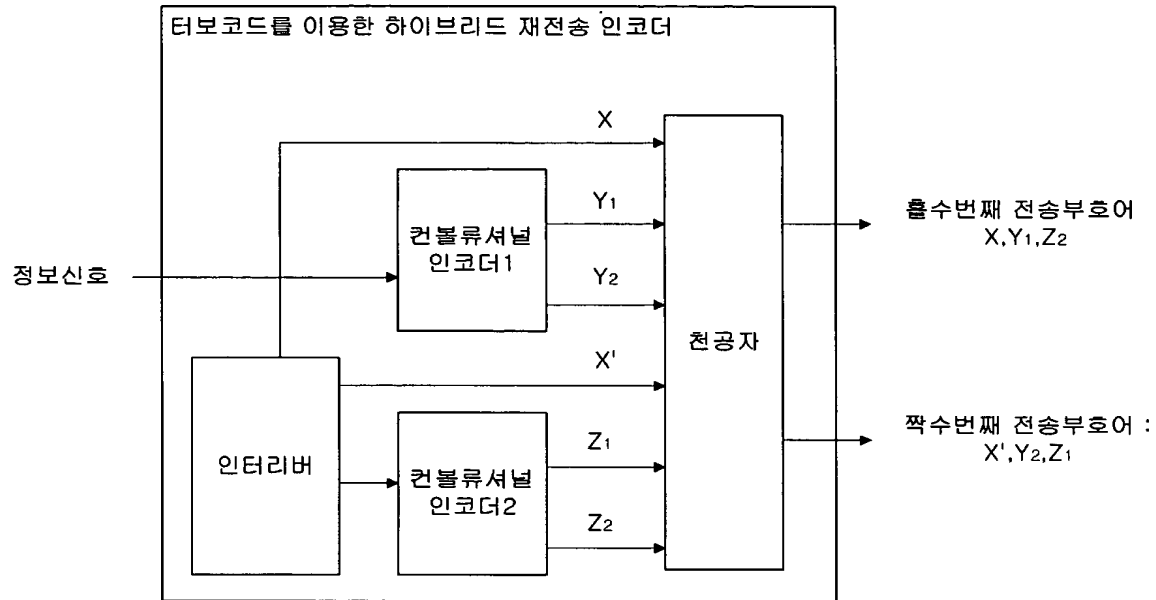 터보코드를 이용한 하이브리드 재전송 인코더
X
Y1
컨볼류셔널
인코더1
Y2
정보신호
홀수번째 전송부호어
X,Y1,Z2
천공자
X'
인터리버
Z1
컨볼류셔널
인코더2
Z2
짝수번째 전송부호어 :
X',Y2,Z1